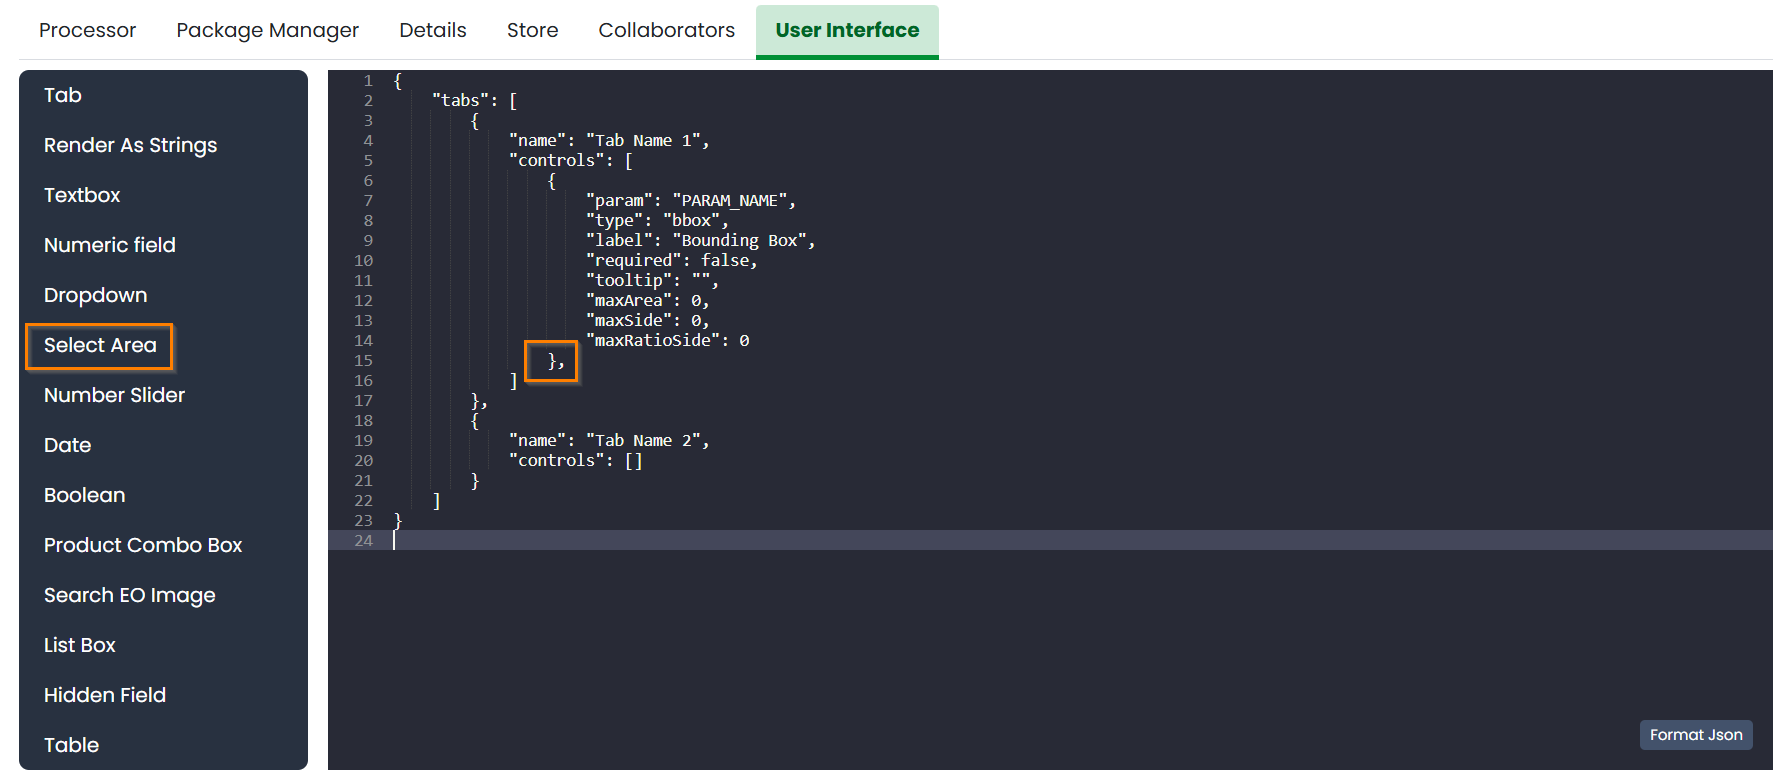 Processor Package Manager Details Store Collaborators User Interface
Tab
Render As Strings
Textbox
Numeric field
Dropdown
Select Area
Number Slider
Date
Boolean
Product Combo Box
Search EO Image
List Box
Hidden Field
Table
1 {
2     "tabs": [
3         {
4             "name": "Tab Name 1",
5             "controls": [
6                 {
7                     "param": "PARAM_NAME",
8                     "type": "bbox",
9                     "label": "Bounding Box",
10                     "required": false,
11                     "tooltip": "",
12                     "maxArea": 0,
13                     "maxSide": 0,
14                     "maxRatioSide": 0
15                 },
16             ]
17         },
18         {
19             "name": "Tab Name 2",
20             "controls": []
21         }
22     ]
23 }
24
Format Json